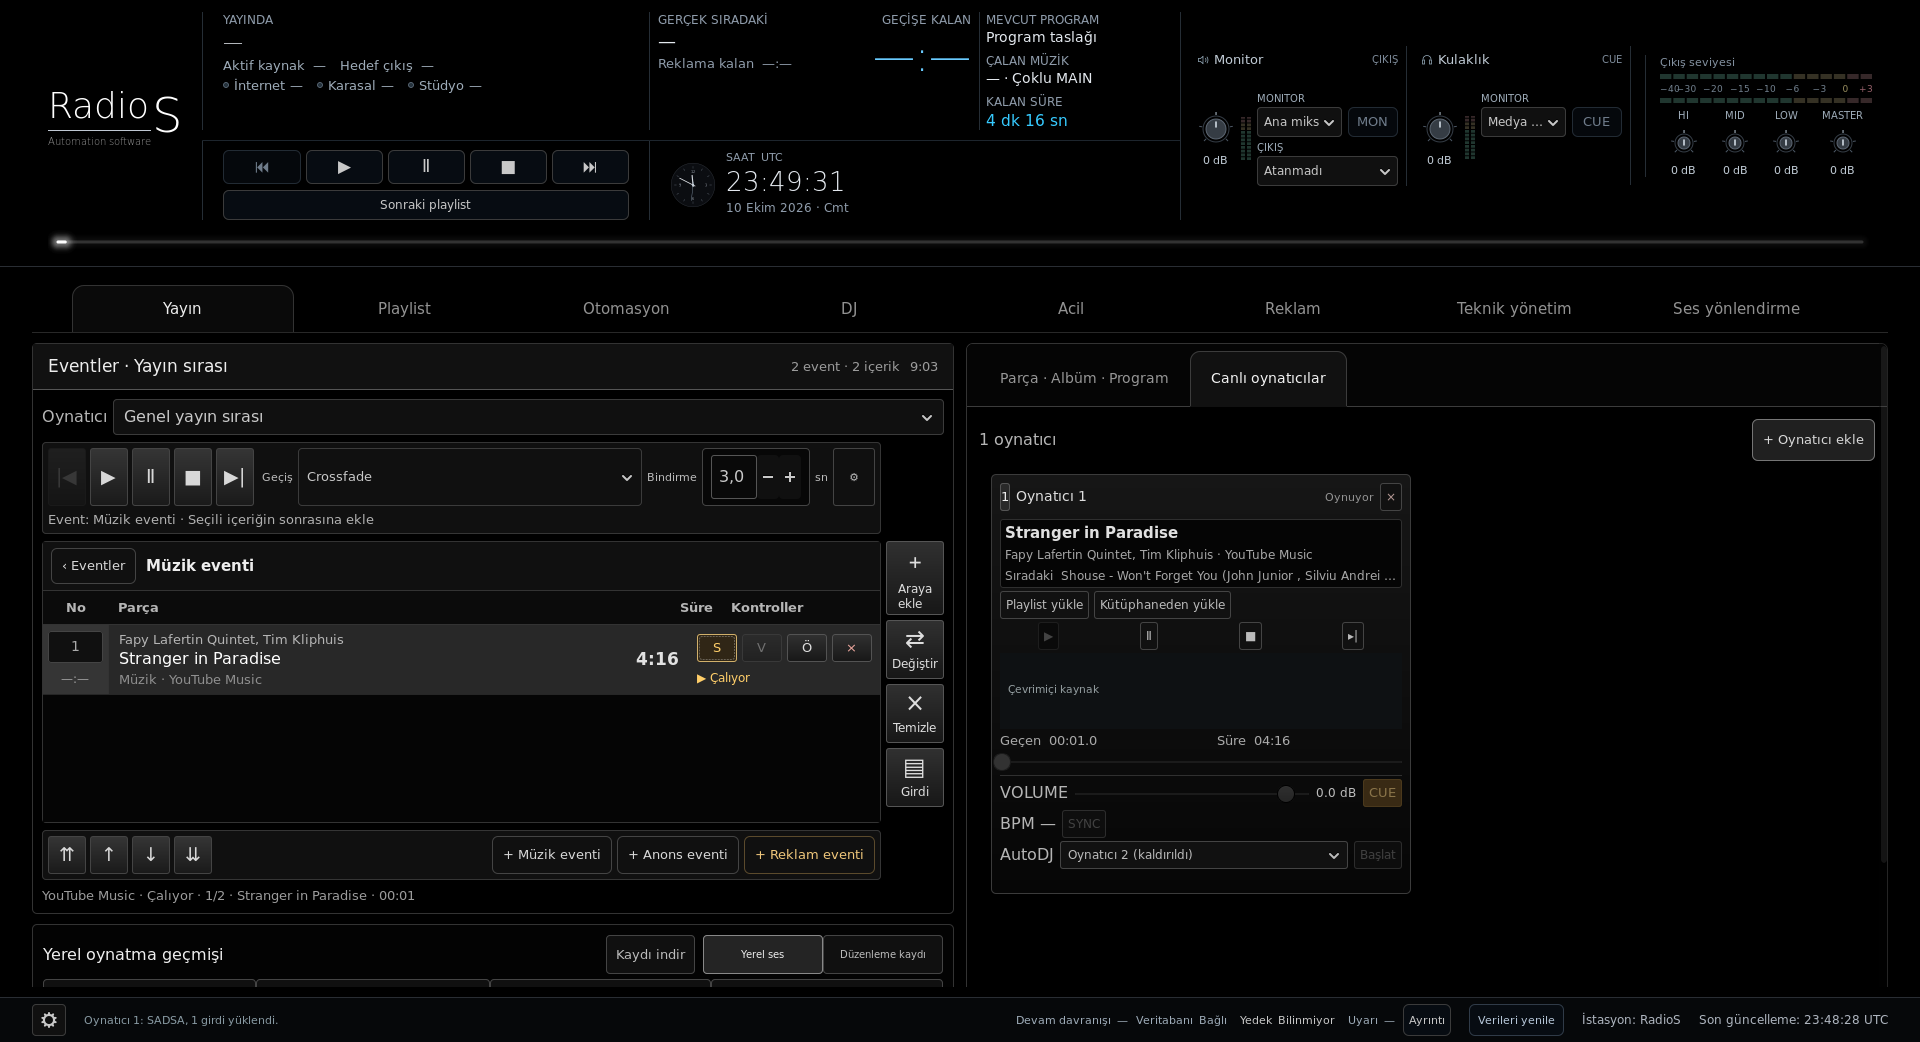 RadioS
Automation software
YAYINDA
—
Aktif kaynak — Hedef çıkış —
İnternet — Karasal — Stüdyo —
GERÇEK SIRADAKİ
—
Reklama kalan —:—
GEÇİŞE KALAN
—:—
MEVCUT PROGRAM
Program taslağı
ÇALAN MÜZİK
— · Çoklu MAIN
KALAN SÜRE
4 dk 16 sn
Sonraki playlist
SAAT UTC
23:49:31
10 Ekim 2026 · Cmt
Monitor ÇIKIŞ
MONITOR
Ana miks MON
0 dB
ÇIKIŞ
Atanmadı
Kulaklık CUE
MONITOR
Medya ... CUE
0 dB
Çıkış seviyesi
−40 −30 −20 −15 −10 −6 −3 0 +3
HI MID LOW MASTER
0 dB 0 dB 0 dB 0 dB
Yayın Playlist Otomasyon DJ Acil Reklam Teknik yönetim Ses yönlendirme
Eventler · Yayın sırası 2 event · 2 içerik 9:03
Oynatıcı Genel yayın sırası
Geçiş Crossfade Bindirme 3,0 − + sn
Event: Müzik eventi · Seçili içeriğin sonrasına ekle
‹ Eventler Müzik eventi
No Parça Süre Kontroller
1
—:—
Fapy Lafertin Quintet, Tim Kliphuis
Stranger in Paradise
Müzik · YouTube Music
4:16
S V Ö ×
▶ Çalıyor
+
Araya
ekle
Değiştir
Temizle
Girdi
+ Müzik eventi + Anons eventi + Reklam eventi
YouTube Music · Çalıyor · 1/2 · Stranger in Paradise · 00:01
Yerel oynatma geçmişi Kaydı indir Yerel ses Düzenleme kaydı
Parça · Albüm · Program Canlı oynatıcılar
1 oynatıcı + Oynatıcı ekle
1 Oynatıcı 1 Oynuyor ×
Stranger in Paradise
Fapy Lafertin Quintet, Tim Kliphuis · YouTube Music
Sıradaki Shouse - Won't Forget You (John Junior , Silviu Andrei ...
Playlist yükle Kütüphaneden yükle
Çevrimiçi kaynak
Geçen 00:01.0 Süre 04:16
VOLUME 0.0 dB CUE
BPM — SYNC
AutoDJ Oynatıcı 2 (kaldırıldı) Başlat
Oynatıcı 1: SADSA, 1 girdi yüklendi.
Devam davranışı — Veritabanı Bağlı Yedek Bilinmiyor Uyarı — Ayrıntı Verileri yenile İstasyon: RadioS Son güncelleme: 23:48:28 UTC